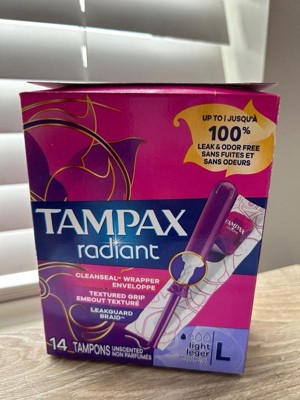 UP TO / JUSQU'À
100%
LEAK & ODOR FREE
SANS FUITES ET
SANS ODEURS
TAMPAX
radiant
CLEANSEAL™ WRAPPER
ENVELOPPE
TEXTURED GRIP
EMBOUT TEXTURÉ
LEAKGUARD
BRAID™
14 TAMPONS UNSCENTED
NON PARFUMÉS
light
léger
L